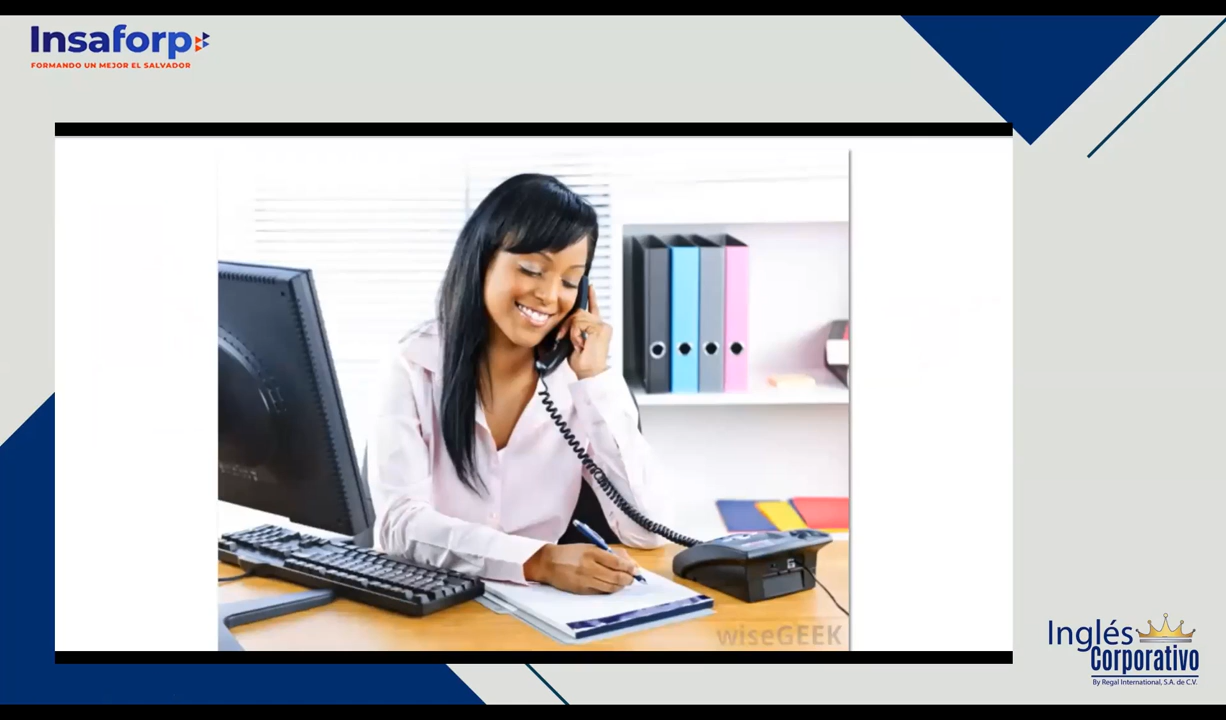 Insaforp
FORMANDO UN MEJOR EL SALVADOR
wiseGEEK
Inglés
Corporativo
By Regal International, S.A. de C.V.